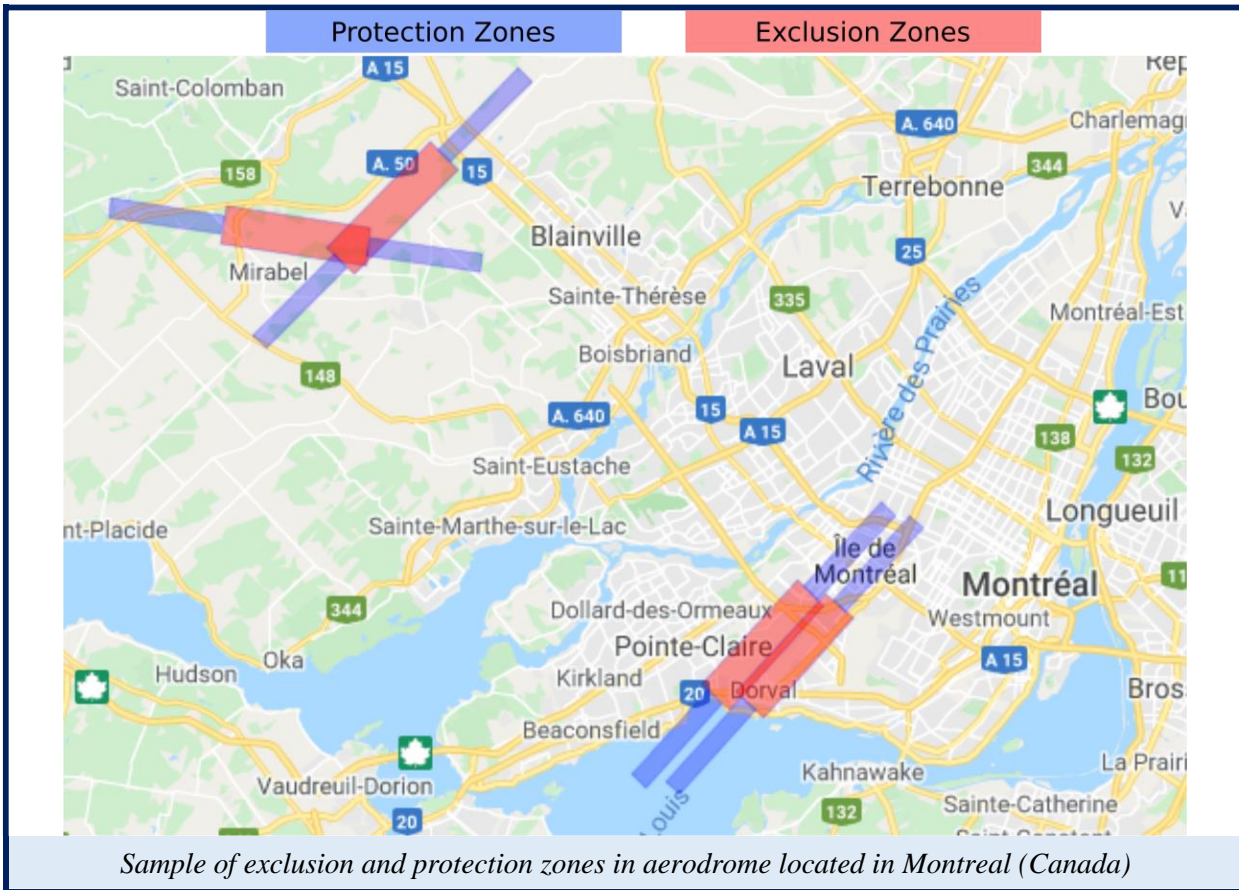 Protection Zones
Exclusion Zones
A 15
Saint-Colomban
Rep
A. 640
Charlemag
A. 50
15
158
344
Terrebonne
Blainville
25
Mirabel
Sainte-Thérèse
335
Rivière des Prairies
Montréal-Est
Boisbriand
Laval
148
A. 640
15
A 15
Bou
138
132
Saint-Eustache
Longueuil
nt-Placide
Sainte-Marthe-sur-le-Lac
Île de
Montréal
Montréal
11
344
Dollard-des-Ormeaux
Westmount
Pointe-Claire
A 15
Oka
Hudson
Kirkland
20
Dorval
Bros
Beaconsfield
La Prairi
Kahnawake
Vaudreuil-Dorion
Louis
132
Sainte-Catherine
20
Sample of exclusion and protection zones in aerodrome located in Montreal (Canada)